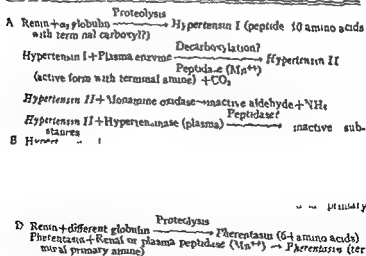 Proteolysis
A Renin+α₂ globulin ⟶ Hypertensin I (peptide 10 amino acids
with term nal carboxyl?)
Decarboxylation?
Hypertensin I+Plasma enzyme ⟶ Hypertensin II
Peptidase (Mn++)
(active form with terminal amine) +CO₂
Hypertensin II+Monamine oxidase→inactive aldehyde+NH₃
Peptidase?
Hypertensin II+Hypertensinase (plasma) ⟶ inactive sub-
stances
B
Proteolysis
D Renin+different globulin ⟶ Pherentasin (6+ amino acids)
Pherentasin+Renal or plasma peptidase (Mn++) → Pherentasin (ter
minal primary amine)